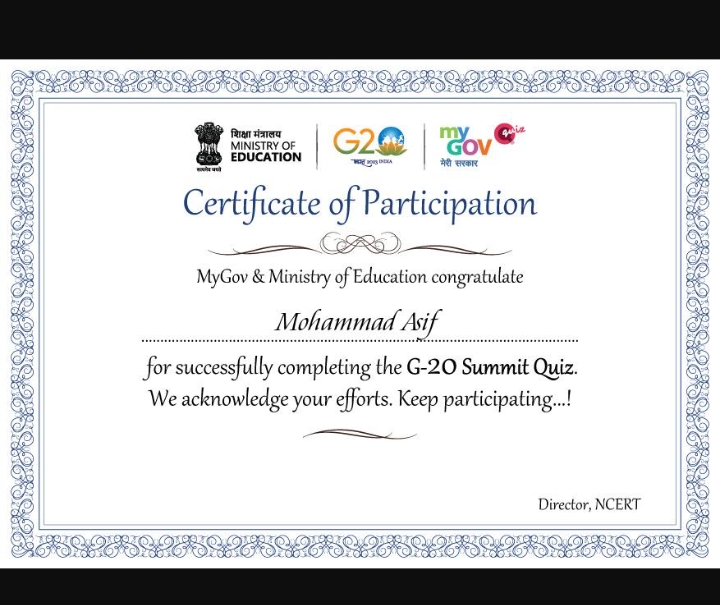 शिक्षा मंत्रालय
MINISTRY OF
EDUCATION
सत्यमेव जयते
G20
भारत 2023 INDIA
my
GOV
quiz
मेरी सरकार
Certificate of Participation
MyGov & Ministry of Education congratulate
Mohammad Asif
for successfully completing the G-20 Summit Quiz.
We acknowledge your efforts. Keep participating...!
Director, NCERT